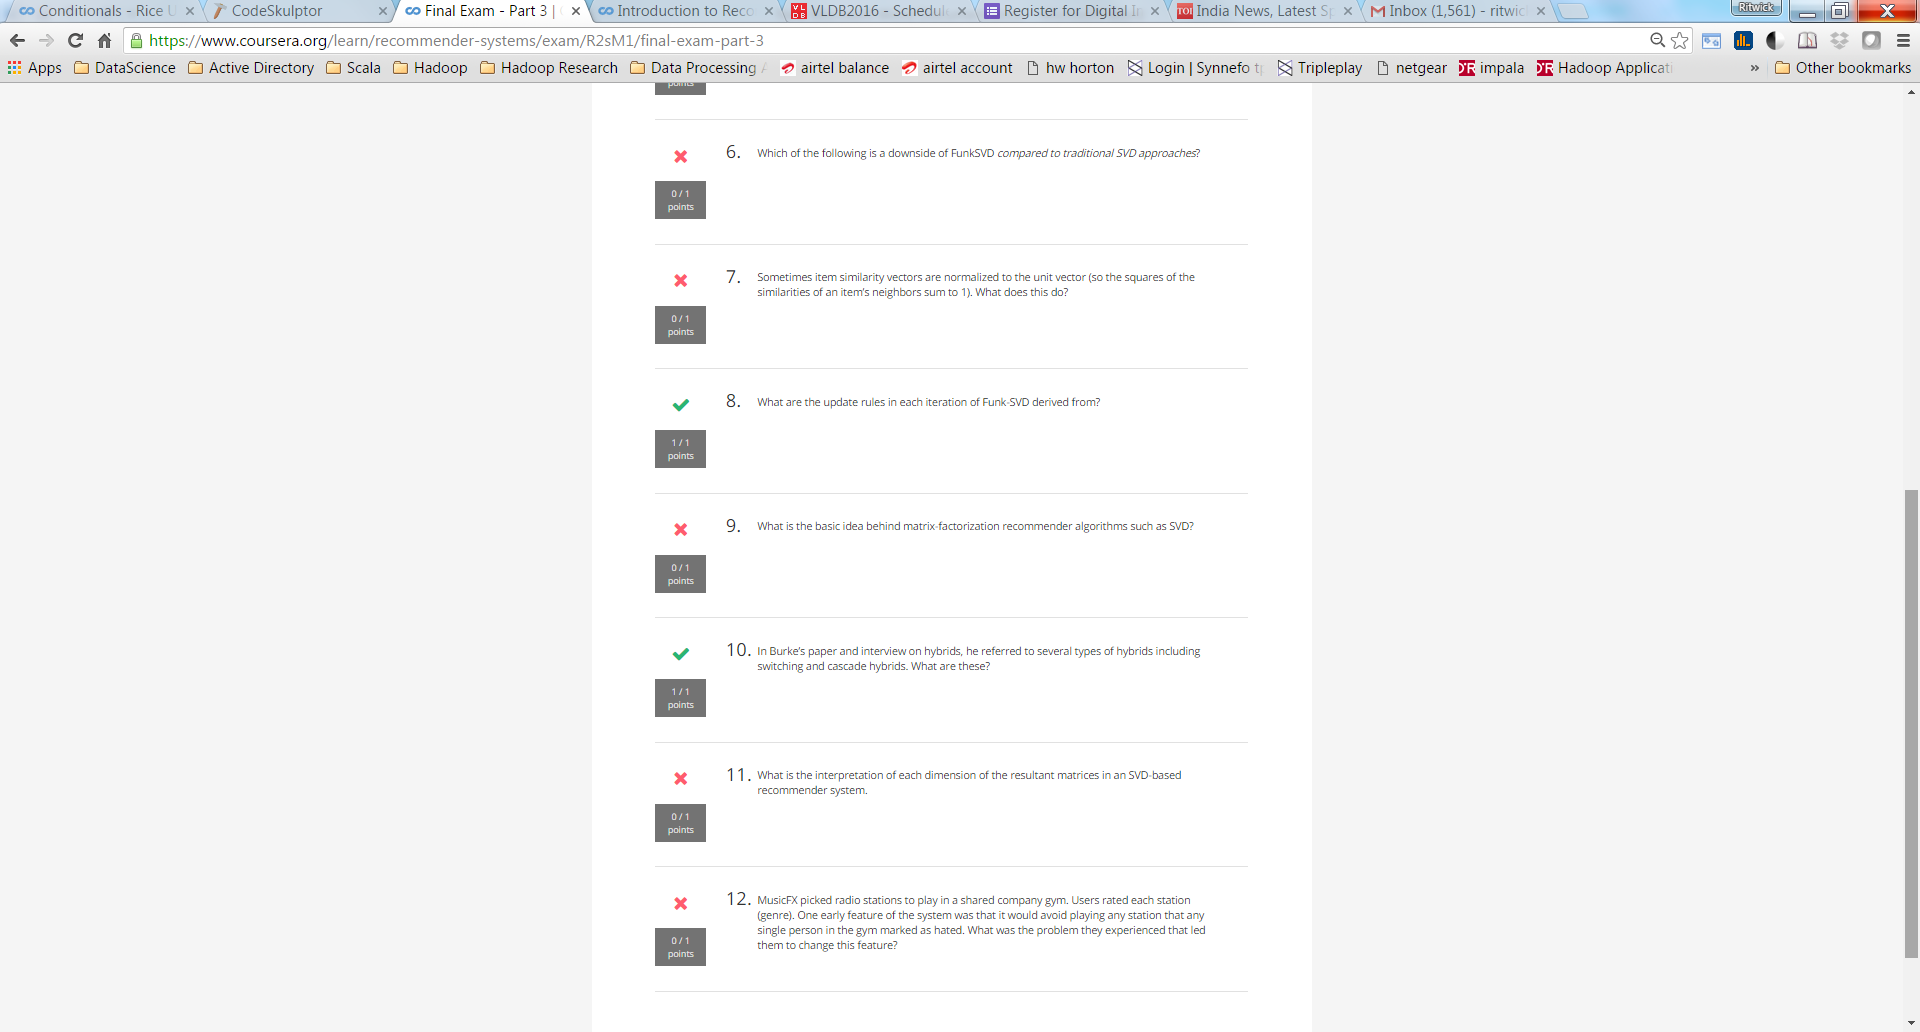 Conditionals - Rice U
CodeSkulptor
Final Exam - Part 3 |
Introduction to Reco
VLDB2016 - Schedul
Register for Digital I
India News, Latest Sp
Inbox (1,561) - ritwic
Ritwick
https://www.coursera.org/learn/recommender-systems/exam/R2sM1/final-exam-part-3
Apps DataScience Active Directory Scala Hadoop Hadoop Research Data Processing airtel balance airtel account hw horton Login | Synnefo Tripleplay netgear impala Hadoop Applicati » Other bookmarks
points
6. Which of the following is a downside of FunkSVD compared to traditional SVD approaches?
0 / 1
points
7. Sometimes item similarity vectors are normalized to the unit vector (so the squares of the
similarities of an item's neighbors sum to 1). What does this do?
0 / 1
points
8. What are the update rules in each iteration of Funk-SVD derived from?
1 / 1
points
9. What is the basic idea behind matrix-factorization recommender algorithms such as SVD?
0 / 1
points
10. In Burke's paper and interview on hybrids, he referred to several types of hybrids including
switching and cascade hybrids. What are these?
1 / 1
points
11. What is the interpretation of each dimension of the resultant matrices in an SVD-based
recommender system.
0 / 1
points
12. MusicFX picked radio stations to play in a shared company gym. Users rated each station
(genre). One early feature of the system was that it would avoid playing any station that any
single person in the gym marked as hated. What was the problem they experienced that led
them to change this feature?
0 / 1
points